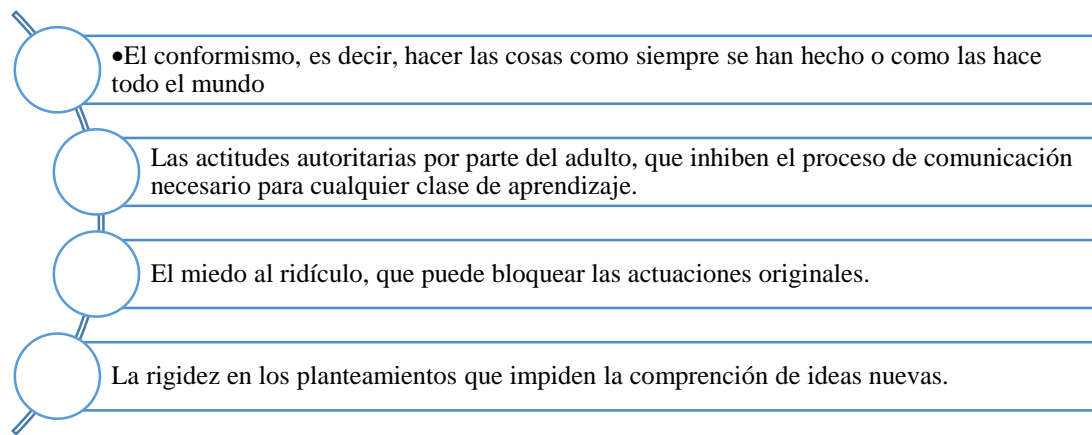 •El conformismo, es decir, hacer las cosas como siempre se han hecho o como las hace
todo el mundo
Las actitudes autoritarias por parte del adulto, que inhiben el proceso de comunicación
necesario para cualquier clase de aprendizaje.
El miedo al ridículo, que puede bloquear las actuaciones originales.
La rigidez en los planteamientos que impiden la comprención de ideas nuevas.